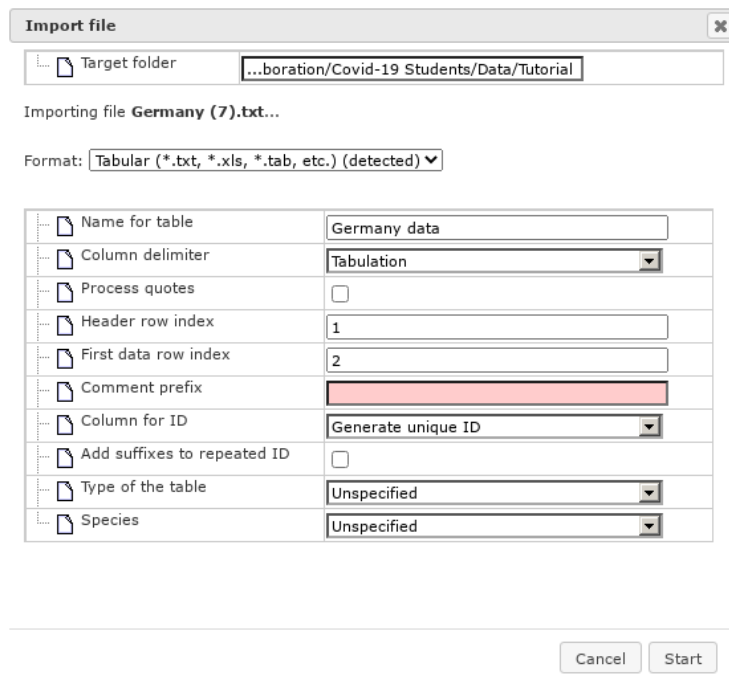 Import file
Target folder ...boration/Covid-19 Students/Data/Tutorial
Importing file Germany (7).txt...
Format: Tabular (*.txt, *.xls, *.tab, etc.) (detected)
Name for table Germany data
Column delimiter Tabulation
Process quotes
Header row index 1
First data row index 2
Comment prefix
Column for ID Generate unique ID
Add suffixes to repeated ID
Type of the table Unspecified
Species Unspecified
Cancel Start